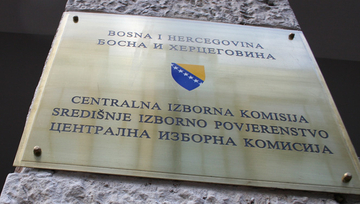 BOSNA I HERCEGOVINA
БОСНА И ХЕРЦЕГОВИНА
CENTRALNA IZBORNA KOMISIJA
SREDIŠNJE IZBORNO POVJERENSTVO
ЦЕНТРАЛНА ИЗБОРНА КОМИСИЈА